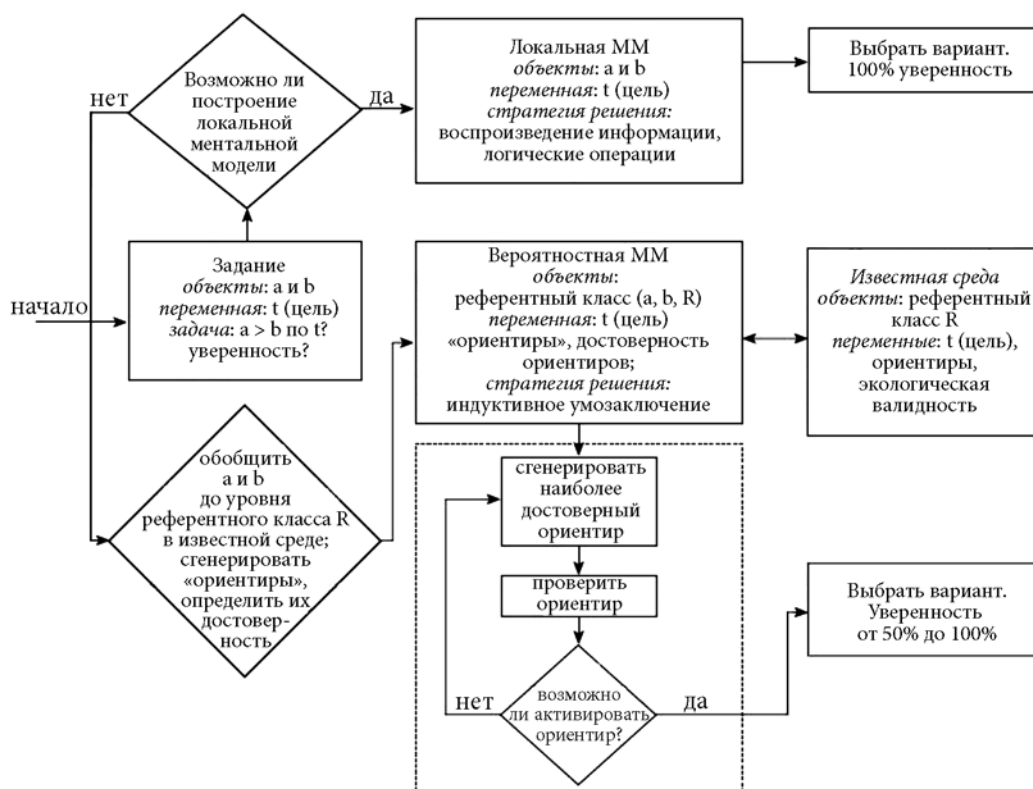 Возможно ли
построение
локальной
ментальной
модели
нет
да
Локальная ММ
объекты: a и b
переменная: t (цель)
стратегия решения:
воспроизведение информации,
логические операции
Выбрать вариант.
100% уверенность
начало
Задание
объекты: a и b
переменная: t (цель)
задача: a > b по t?
уверенность?
Вероятностная ММ
объекты:
референтный класс (a, b, R)
переменная: t (цель)
«ориентиры», достоверность
ориентиров;
стратегия решения:
индуктивное умозаключение
Известная среда
объекты: референтный
класс R
переменные: t (цель),
ориентиры,
экологическая
валидность
обобщить
a и b
до уровня
референтного класса R
в известной среде;
сгенерировать
«ориентиры»,
определить их
достовер-
ность
сгенерировать
наиболее
достоверный
ориентир
проверить
ориентир
возможно
ли активировать
ориентир?
нет
да
Выбрать вариант.
Уверенность
от 50% до 100%